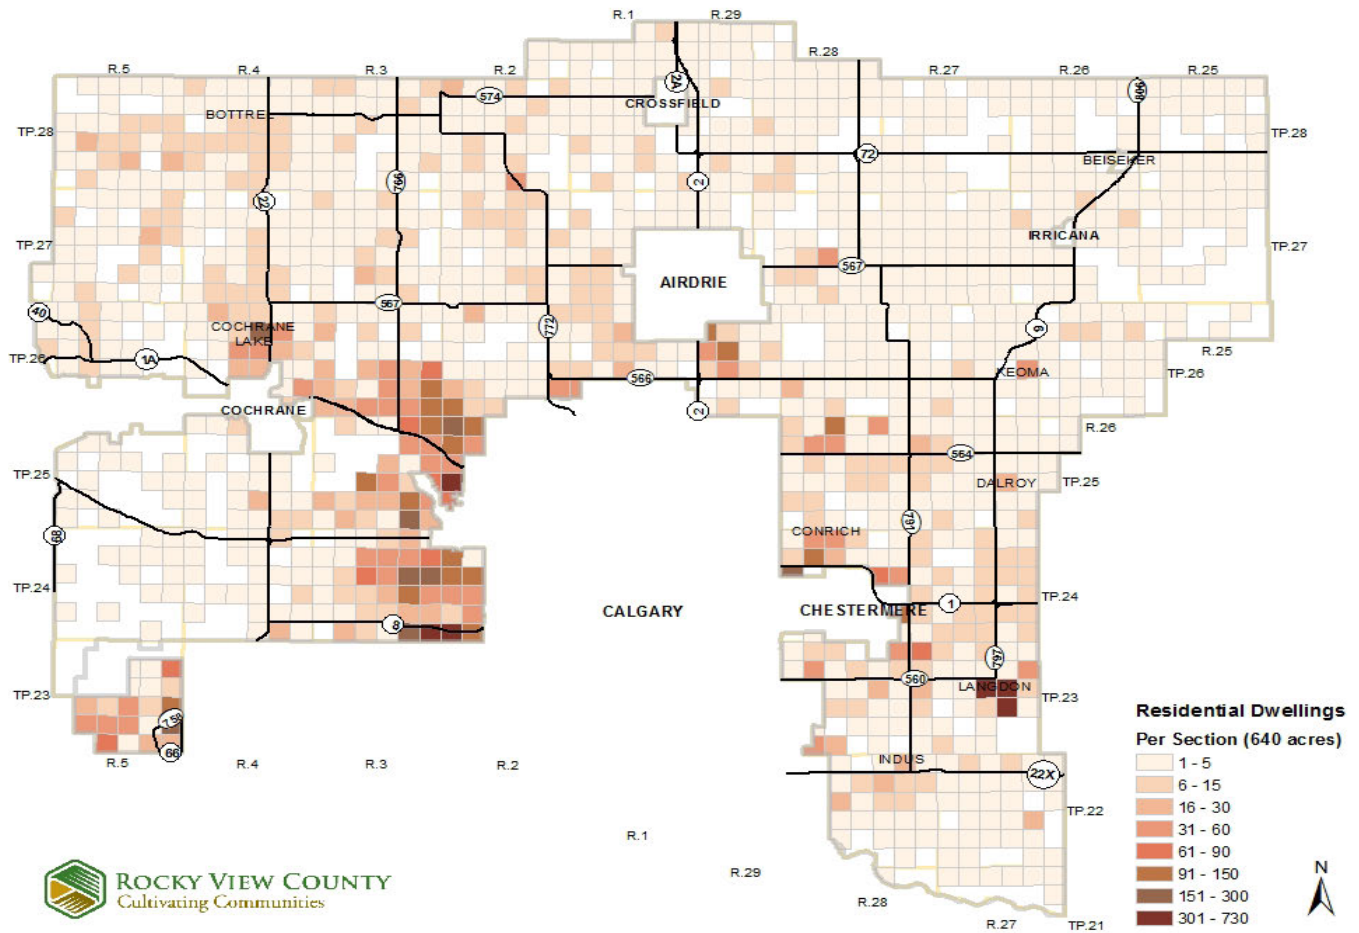 R.1
R.29
R.28
R.5
R.4
R.3
R.2
R.27
R.26
R.25
2A
574
908
CROSSFIELD
BOTTREL
TP.28
TP.28
72
BEISEKER
766
2
22
IRRICANA
TP.27
TP.27
567
AIRDRIE
567
40
772
9
COCHRANE
LAKE
1A
TP.26
R.25
KEOMA
TP.26
566
COCHRANE
2
R.26
564
TP.25
DALROY
TP.25
791
CONRICH
68
TP.24
TP.24
CALGARY
CHESTERMERE
1
8
797
560
LANGDON
TP.23
TP.23
758
66
INDUS
R.5
R.4
R.3
R.2
22X
TP.22
R.1
R.29
R.28
R.27
TP.21
Residential Dwellings
Per Section (640 acres)
1 - 5
6 - 15
16 - 30
31 - 60
61 - 90
91 - 150
151 - 300
301 - 730
N
ROCKY VIEW COUNTY
Cultivating Communities